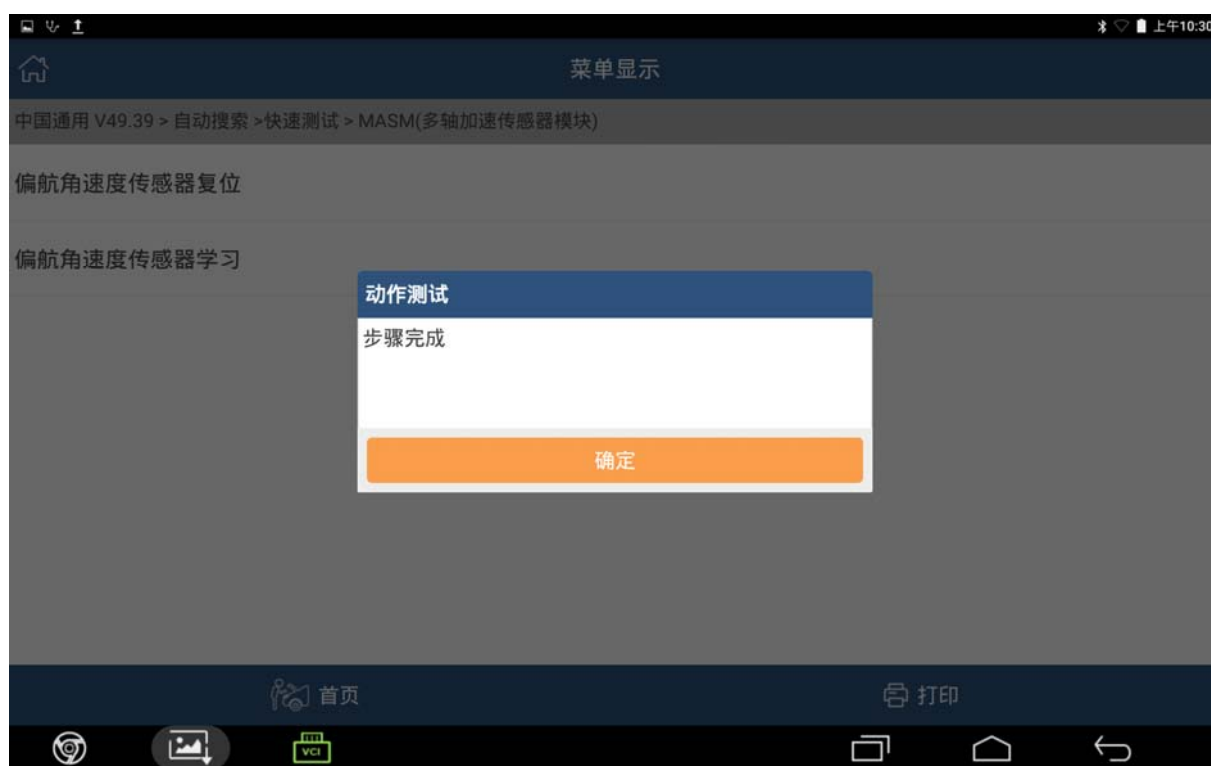 上午10:30
菜单显示
中国通用 V49.39 > 自动搜索 >快速测试 > MASM(多轴加速传感器模块)
偏航角速度传感器复位
偏航角速度传感器学习
动作测试
步骤完成
确定
首页
打印
VCI